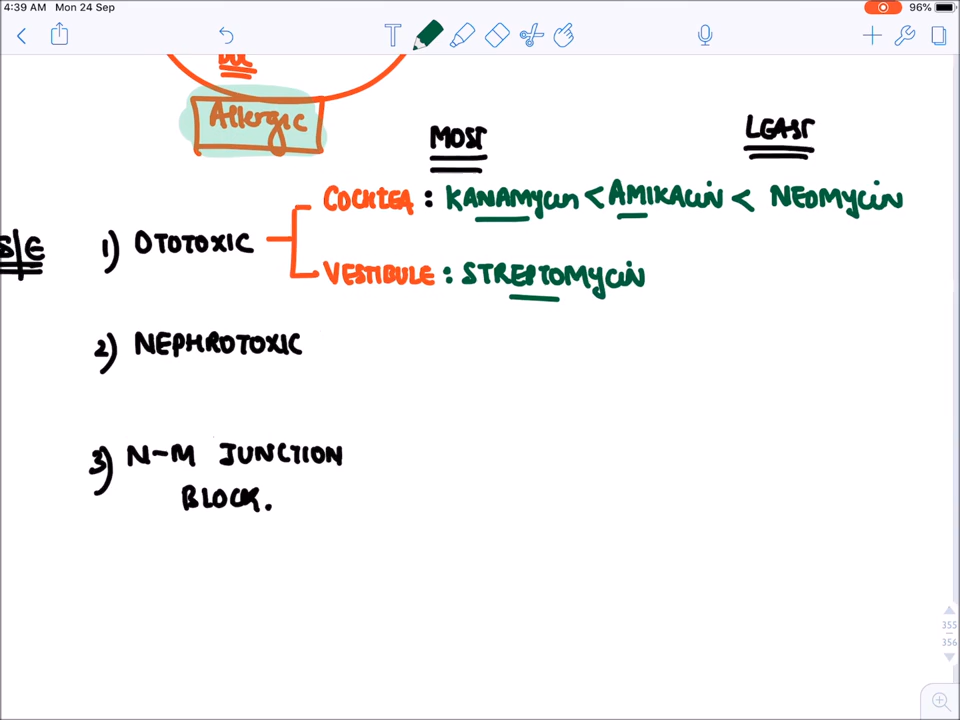 4:39 AM Mon 24 Sep
96%
T
Allergic
MOST
LEAST
COCHLEA : KANAMycin < AMIKAciN < NEOMyciN
S/E
1) OTOTOXIC
VESTIBULE : STREPTOMyciN
2) NEPHROTOXIC
3) N-M JUNCTION
BLOCK.
355
356